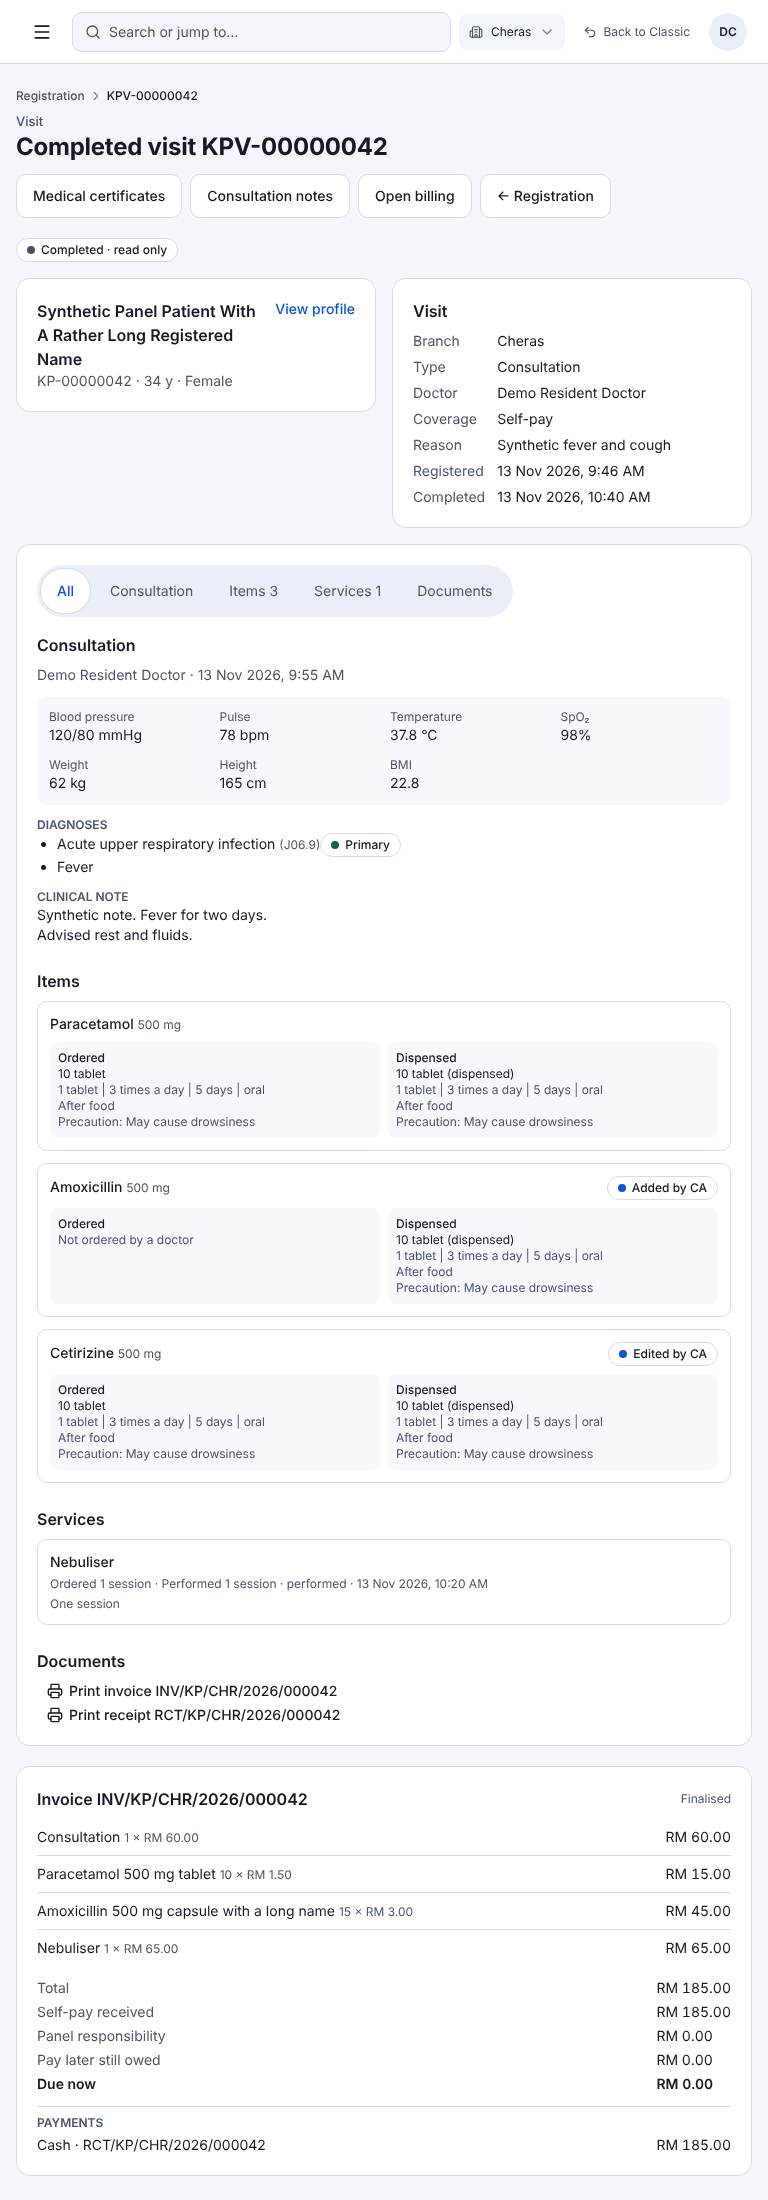 Search or jump to...
Cheras
Back to Classic
DC
Registration > KPV-00000042
Visit
Completed visit KPV-00000042
Medical certificates
Consultation notes
Open billing
← Registration
Completed · read only
Synthetic Panel Patient With
A Rather Long Registered
Name
View profile
KP-00000042 · 34 y · Female
Visit
Branch Cheras
Type Consultation
Doctor Demo Resident Doctor
Coverage Self-pay
Reason Synthetic fever and cough
Registered 13 Nov 2026, 9:46 AM
Completed 13 Nov 2026, 10:40 AM
All Consultation Items 3 Services 1 Documents
Consultation
Demo Resident Doctor · 13 Nov 2026, 9:55 AM
Blood pressure Pulse Temperature SpO₂
120/80 mmHg 78 bpm 37.8 °C 98%
Weight Height BMI
62 kg 165 cm 22.8
DIAGNOSES
• Acute upper respiratory infection (J06.9) Primary
• Fever
CLINICAL NOTE
Synthetic note. Fever for two days.
Advised rest and fluids.
Items
Paracetamol 500 mg
Ordered
10 tablet
1 tablet | 3 times a day | 5 days | oral
After food
Precaution: May cause drowsiness
Dispensed
10 tablet (dispensed)
1 tablet | 3 times a day | 5 days | oral
After food
Precaution: May cause drowsiness
Amoxicillin 500 mg
Added by CA
Ordered
Not ordered by a doctor
Dispensed
10 tablet (dispensed)
1 tablet | 3 times a day | 5 days | oral
After food
Precaution: May cause drowsiness
Cetirizine 500 mg
Edited by CA
Ordered
10 tablet
1 tablet | 3 times a day | 5 days | oral
After food
Precaution: May cause drowsiness
Dispensed
10 tablet (dispensed)
1 tablet | 3 times a day | 5 days | oral
After food
Precaution: May cause drowsiness
Services
Nebuliser
Ordered 1 session · Performed 1 session · performed · 13 Nov 2026, 10:20 AM
One session
Documents
Print invoice INV/KP/CHR/2026/000042
Print receipt RCT/KP/CHR/2026/000042
Invoice INV/KP/CHR/2026/000042 Finalised
Consultation 1 × RM 60.00 RM 60.00
Paracetamol 500 mg tablet 10 × RM 1.50 RM 15.00
Amoxicillin 500 mg capsule with a long name 15 × RM 3.00 RM 45.00
Nebuliser 1 × RM 65.00 RM 65.00
Total RM 185.00
Self-pay received RM 185.00
Panel responsibility RM 0.00
Pay later still owed RM 0.00
Due now RM 0.00
PAYMENTS
Cash · RCT/KP/CHR/2026/000042 RM 185.00